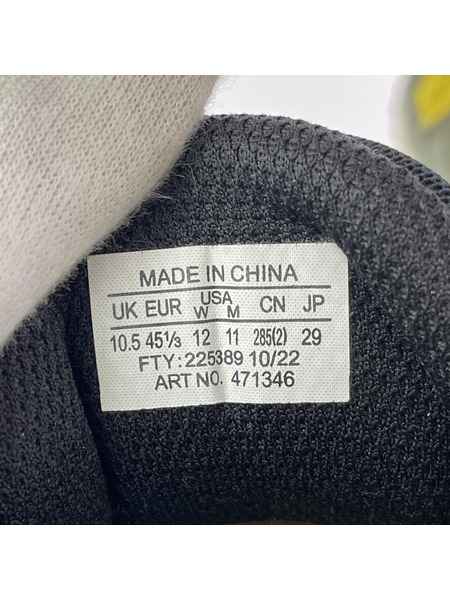 MADE IN CHINA
UK EUR USA W M CN JP
10.5 45⅓ 12 11 285(2) 29
FTY: 225389 10/22
ART NO. 471346